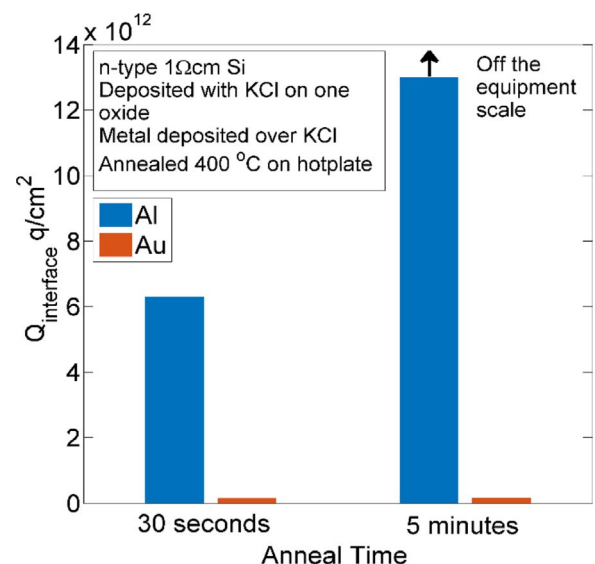 x 10^12
14
12
10
8
6
4
2
0
Q_interface q/cm^2
n-type 1Ωcm Si
Deposited with KCl on one
oxide
Metal deposited over KCl
Annealed 400 °C on hotplate
Al
Au
Off the
equipment
scale
30 seconds
5 minutes
Anneal Time